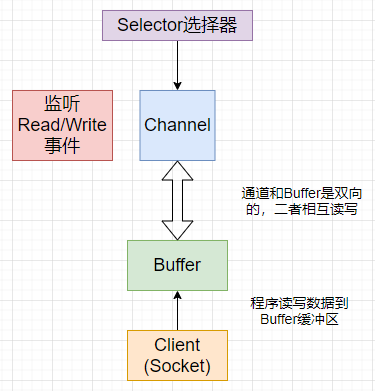 Selector选择器
监听
Read/Write
事件
Channel
通道和Buffer是双向
的，二者相互读写
Buffer
程序读写数据到
Buffer缓冲区
Client
(Socket)